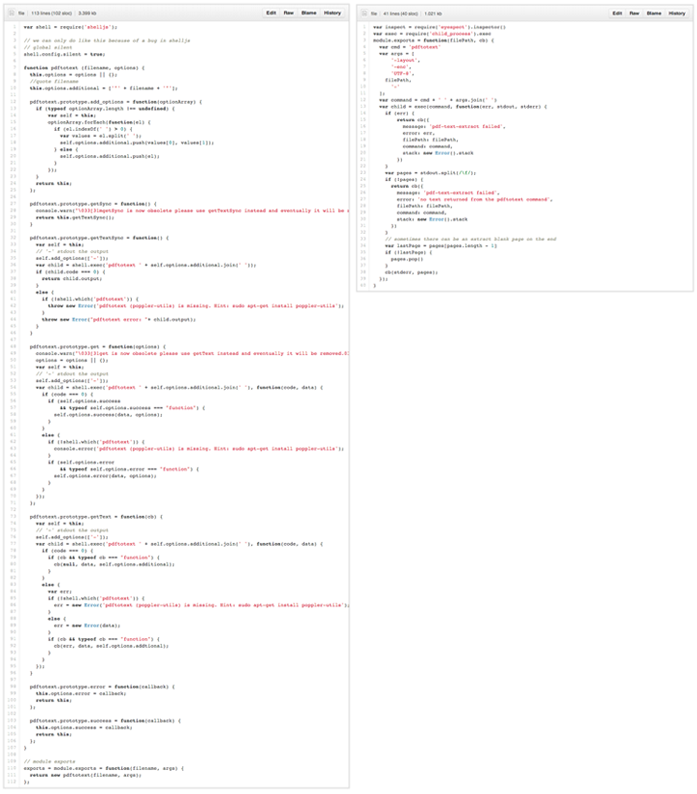 file 113 lines (102 sloc) 3.399 kb
Edit Raw Blame History
var shell = require('shelljs');
// we can only do like this because of a bug in shelljs
// global silent
shell.config.silent = true;
function pdftotext (filename, options) {
this.options = options || {};
//quote filename
this.options.additional = ['"' + filename + '"'];
pdftotext.prototype.add_options = function(optionArray) {
if (typeof optionArray.length !== undefined) {
var self = this;
optionArray.forEach(function(el) {
if (el.indexOf(' ') > 0) {
var values = el.split(' ');
self.options.additional.push(values[0], values[1]);
} else {
self.options.additional.push(el);
}
});
}
return this;
};
pdftotext.prototype.getSync = function() {
is now obsolete please use getTextSync instead and eventually it will be
return this.getTextSync();
};
pdftotext.prototype.getTextSync = function() {
var self = this;
// '-' stdout the output
self.add_options(['-']);
var child = shell.exec('pdftotext ' + self.options.additional.join(' '));
if (child.code === 0) {
return child.output;
}
else {
if (!shell.which('pdftotext')) {
throw new Error('pdftotext (poppler-utils) is missing. Hint: sudo apt-get install poppler-utils');
}
throw new Error("pdftotext error: "+ child.output);
}
};
pdftotext.prototype.get = function(options) {
is now obsolete please use getText instead and eventually it will be removed
options = options || {};
var self = this;
// '-' stdout the output
self.add_options(['-']);
var child = shell.exec('pdftotext ' + self.options.additional.join(' '), function(code, data) {
if (code === 0) {
if (self.options.success
&& typeof self.options.success === "function") {
self.options.success(data, options);
}
}
else {
if (!shell.which('pdftotext')) {
console.error('pdftotext (poppler-utils) is missing. Hint: sudo apt-get install poppler-utils');
}
if (self.options.error
&& typeof self.options.error === "function") {
self.options.error(data, options);
}
}
});
};
pdftotext.prototype.getText = function(cb) {
var self = this;
// '-' stdout the output
self.add_options(['-']);
var child = shell.exec('pdftotext ' + self.options.additional.join(' '), function(code, data) {
if (code === 0) {
if (cb && typeof cb === "function") {
cb(null, data, self.options.additional);
}
}
else {
var err;
if (!shell.which('pdftotext')) {
err = new Error('pdftotext (poppler-utils) is missing. Hint: sudo apt-get install poppler-utils');
}
else {
err = new Error(data);
}
if (cb && typeof cb === "function") {
cb(err, data, self.options.addtional);
}
}
});
}
pdftotext.prototype.error = function(callback) {
this.options.error = callback;
return this;
};
pdftotext.prototype.success = function(callback) {
this.options.success = callback;
return this;
};
}
// module exports
exports = module.exports = function(filename, args) {
return new pdftotext(filename, args);
};
file 41 lines (40 sloc) 1.021 kb
Edit Raw Blame History
var inspect = require('eyespect').inspector()
var exec = require('child_process').exec
module.exports = function(filePath, cb) {
var cmd = 'pdftotext'
var args = [
'-layout',
'-enc',
'UTF-8',
filePath,
'-'
];
var command = cmd + ' ' + args.join(' ')
var child = exec(command, function(err, stdout, stderr) {
if (err) {
return cb({
message: 'pdf-text-extract failed',
error: err,
filePath: filePath,
command: command,
stack: new Error().stack
})
}
var pages = stdout.split(/\f/);
if (!pages) {
return cb({
message: 'pdf-text-extract failed',
error: 'no text returned from the pdftotext command',
filePath: filePath,
command: command,
stack: new Error().stack
})
}
// sometimes there can be an extract blank page on the end
var lastPage = pages[pages.length - 1]
if (!lastPage) {
pages.pop()
}
cb(stderr, pages);
});
}